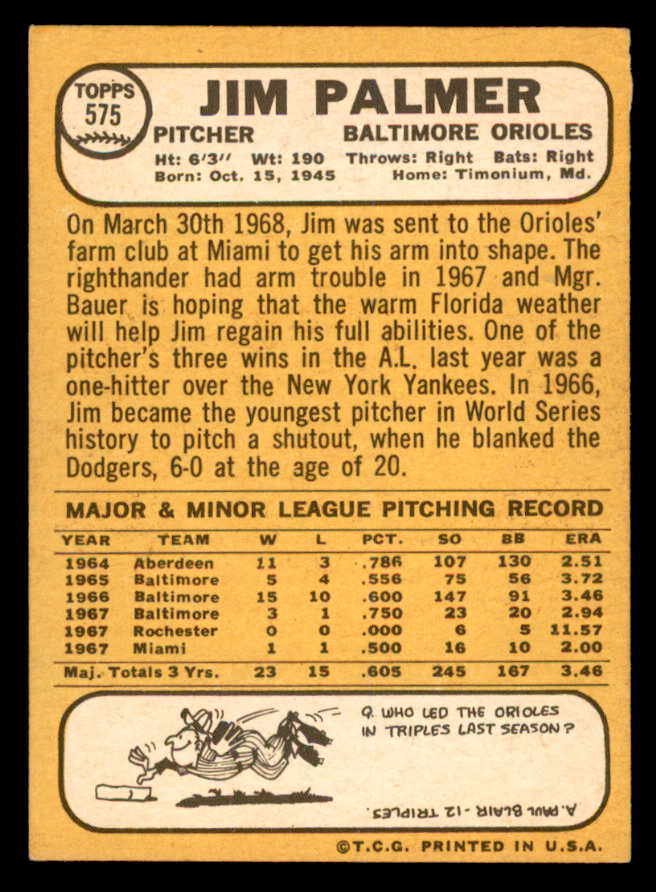 TOPPS
575
JIM PALMER
PITCHER BALTIMORE ORIOLES
Ht: 6'3" Wt: 190 Throws: Right Bats: Right
Born: Oct. 15, 1945 Home: Timonium, Md.
On March 30th 1968, Jim was sent to the Orioles'
farm club at Miami to get his arm into shape. The
righthander had arm trouble in 1967 and Mgr.
Bauer is hoping that the warm Florida weather
will help Jim regain his full abilities. One of the
pitcher's three wins in the A.L. last year was a
one-hitter over the New York Yankees. In 1966,
Jim became the youngest pitcher in World Series
history to pitch a shutout, when he blanked the
Dodgers, 6-0 at the age of 20.
MAJOR & MINOR LEAGUE PITCHING RECORD
YEAR TEAM W L PCT. SO BB ERA
1964 Aberdeen 11 3 .786 107 130 2.51
1965 Baltimore 5 4 .556 75 56 3.72
1966 Baltimore 15 10 .600 147 91 3.46
1967 Baltimore 3 1 .750 23 20 2.94
1967 Rochester 0 0 .000 6 5 11.57
1967 Miami 1 1 .500 16 10 2.00
Maj. Totals 3 Yrs. 23 15 .605 245 167 3.46
Q. WHO LED THE ORIOLES
IN TRIPLES LAST SEASON?
A. PAUL BLAIR - 12 TRIPLES.
©T.C.G. PRINTED IN U.S.A.